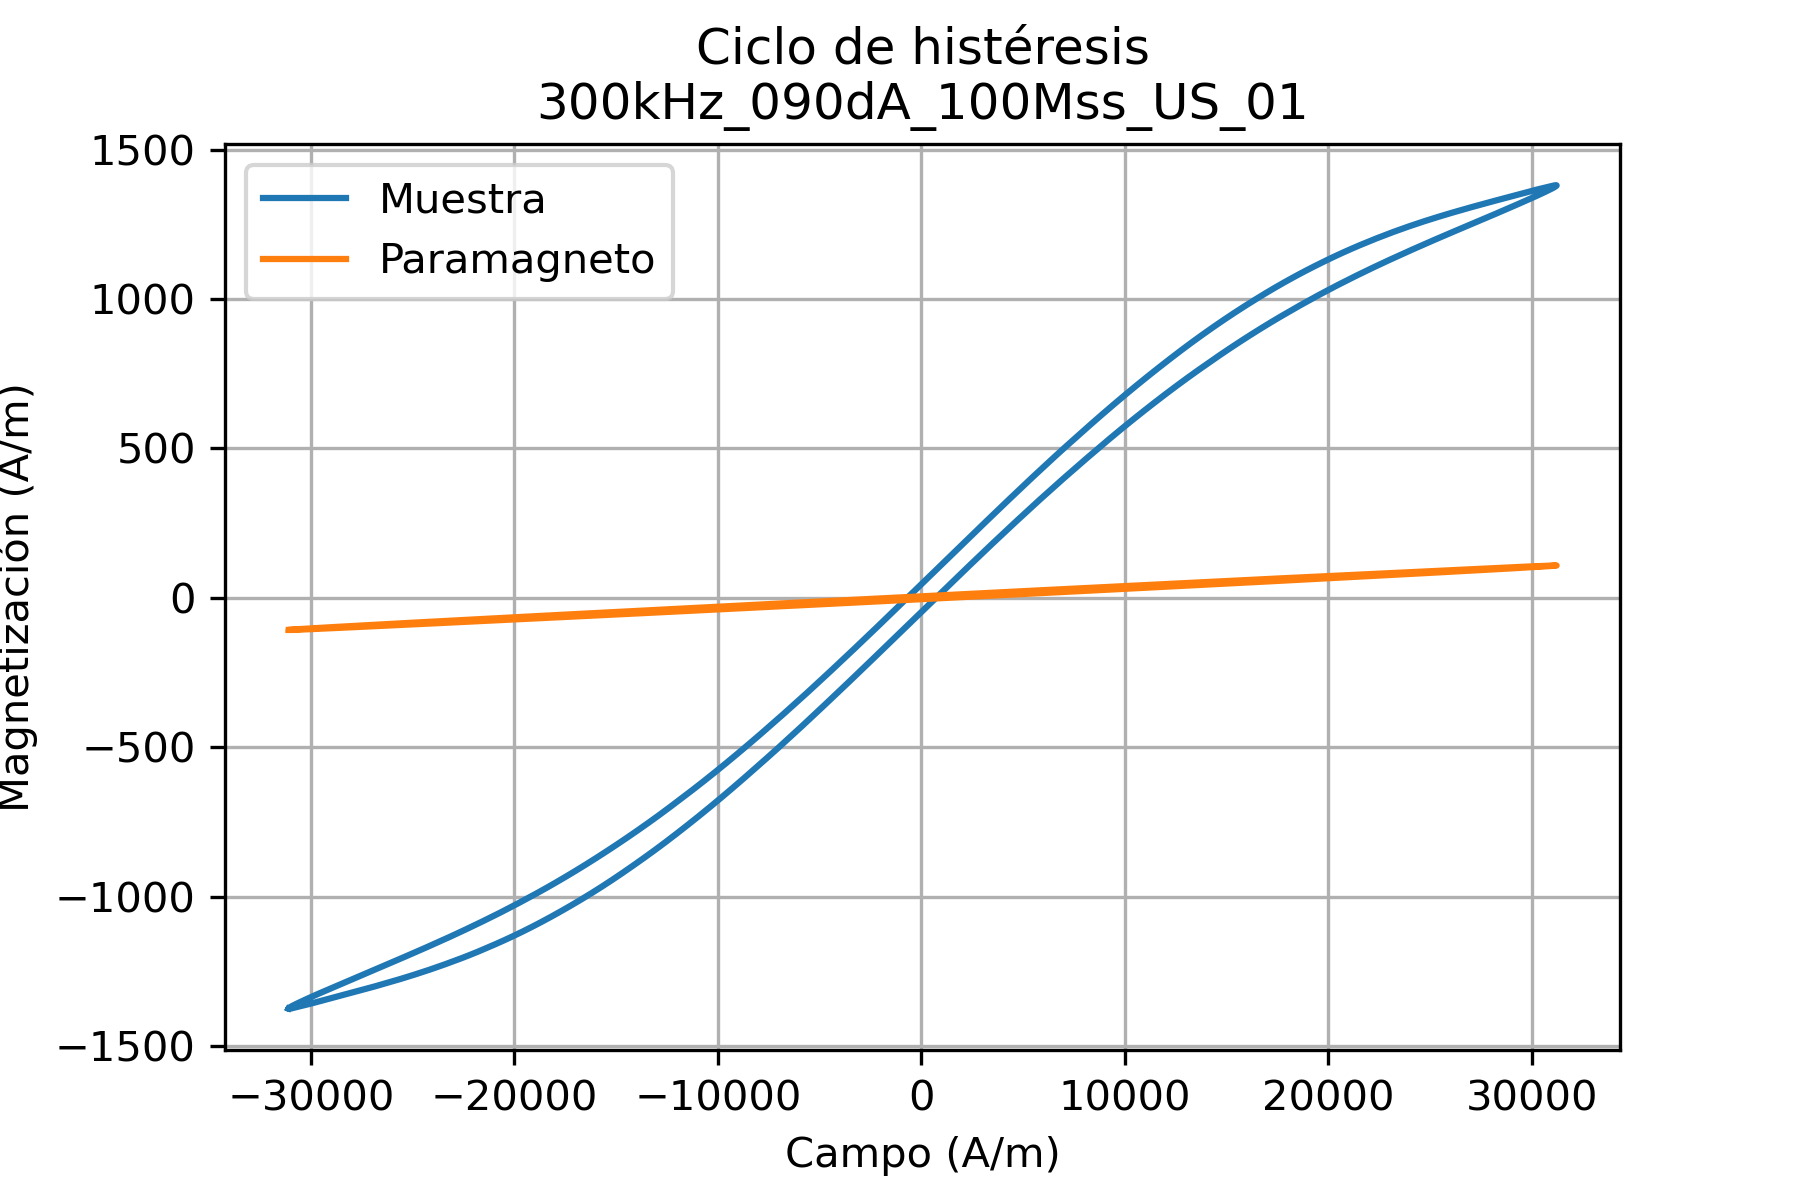 Ciclo de histéresis
300kHz_090dA_100Mss_US_01
Muestra
Paramagneto
1500
1000
500
0
−500
−1000
−1500
Magnetización (A/m)
−30000 −20000 −10000 0 10000 20000 30000
Campo (A/m)